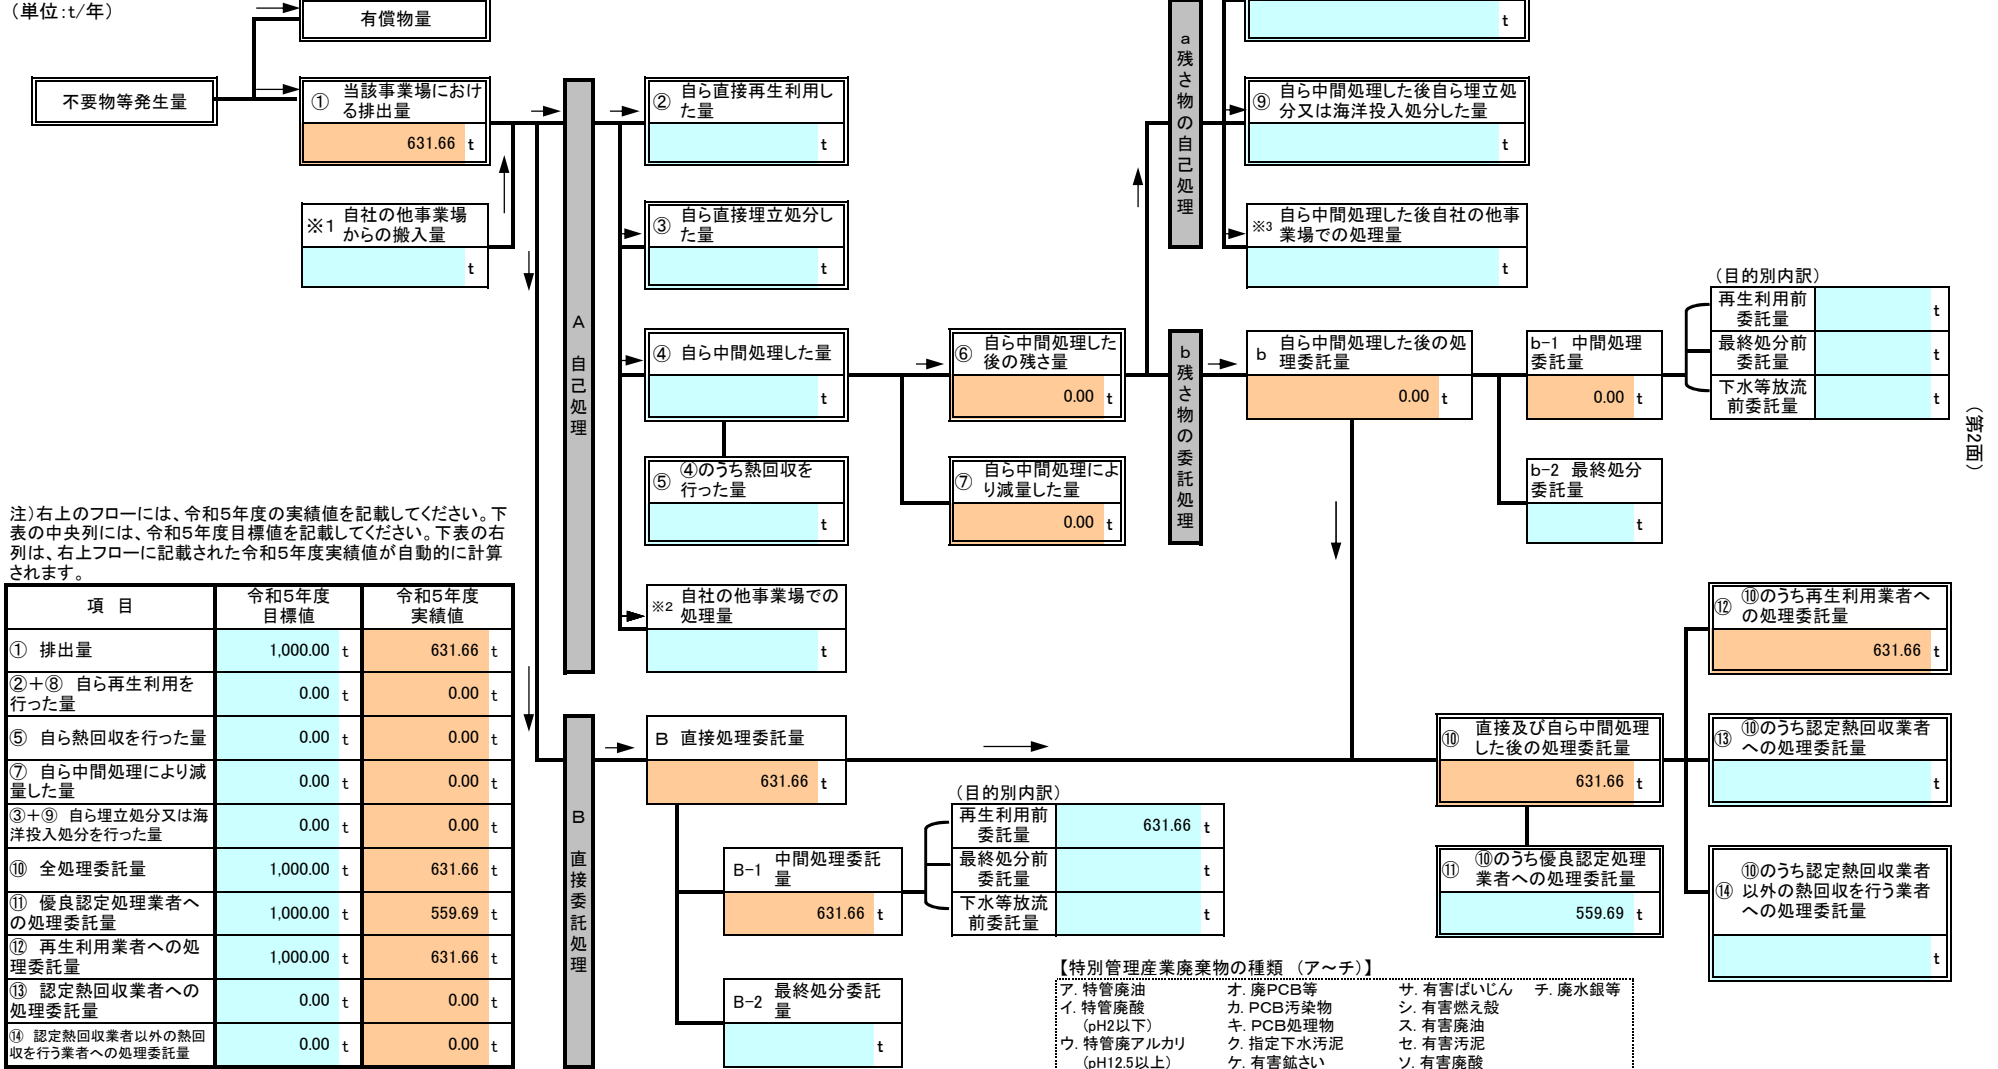 （単位:t/年）
有償物量
不要物等発生量
① 当該事業場におけ
る排出量
631.66 t
※1 自社の他事業場
からの搬入量
t
A 自己処理
② 自ら直接再生利用し
た量
t
③ 自ら直接埋立処分し
た量
t
④ 自ら中間処理した量
t
⑤ ④のうち熱回収を
行った量
t
※2 自社の他事業場での
処理量
t
⑥ 自ら中間処理した
後の残さ量
0.00 t
⑦ 自ら中間処理によ
り減量した量
0.00 t
a残さ物の自己処理
t
⑨ 自ら中間処理した後自ら埋立処
分又は海洋投入処分した量
t
※3 自ら中間処理した後自社の他事
業場での処理量
t
b残さ物の委託処理
b 自ら中間処理した後の処
理委託量
0.00 t
b-1 中間処理
委託量
0.00 t
b-2 最終処分
委託量
t
（目的別内訳）
再生利用前
委託量 t
最終処分前
委託量 t
下水等放流
前委託量 t
（第2面）
注）右上のフローには、令和5年度の実績値を記載してください。下
表の中央列には、令和5年度目標値を記載してください。下表の右
列は、右上フローに記載された令和5年度実績値が自動的に計算
されます。
項 目 令和5年度 目標値 令和5年度 実績値
① 排出量 1,000.00 t 631.66 t
②＋⑧ 自ら再生利用を
行った量 0.00 t 0.00 t
⑤ 自ら熱回収を行った量 0.00 t 0.00 t
⑦ 自ら中間処理により減
量した量 0.00 t 0.00 t
③＋⑨ 自ら埋立処分又は海
洋投入処分を行った量 0.00 t 0.00 t
⑩ 全処理委託量 1,000.00 t 631.66 t
⑪ 優良認定処理業者へ
の処理委託量 1,000.00 t 559.69 t
⑫ 再生利用業者への処
理委託量 1,000.00 t 631.66 t
⑬ 認定熱回収業者への
処理委託量 0.00 t 0.00 t
⑭ 認定熱回収業者以外の熱回
収を行う業者への処理委託量 0.00 t 0.00 t
B 直接委託処理
B 直接処理委託量
631.66 t
B-1 中間処理委託
量
631.66 t
B-2 最終処分委託
量
t
（目的別内訳）
再生利用前
委託量 631.66 t
最終処分前
委託量 t
下水等放流
前委託量 t
⑩ 直接及び自ら中間処理
した後の処理委託量
631.66 t
⑪ ⑩のうち優良認定処理
業者への処理委託量
559.69 t
⑫ ⑩のうち再生利用業者へ
の処理委託量
631.66 t
⑬ ⑩のうち認定熱回収業者
への処理委託量
t
⑭ ⑩のうち認定熱回収業者
以外の熱回収を行う業者
への処理委託量
t
【特別管理産業廃棄物の種類 （ア～チ）】
ア. 特管廃油 オ. 廃PCB等 サ. 有害ばいじん チ. 廃水銀等
イ. 特管廃酸 カ. PCB汚染物 シ. 有害燃え殻
（pH2以下） キ. PCB処理物 ス. 有害廃油
ウ. 特管廃アルカリ ク. 指定下水汚泥 セ. 有害汚泥
（pH12.5以上） ケ. 有害鉱さい ソ. 有害廃酸